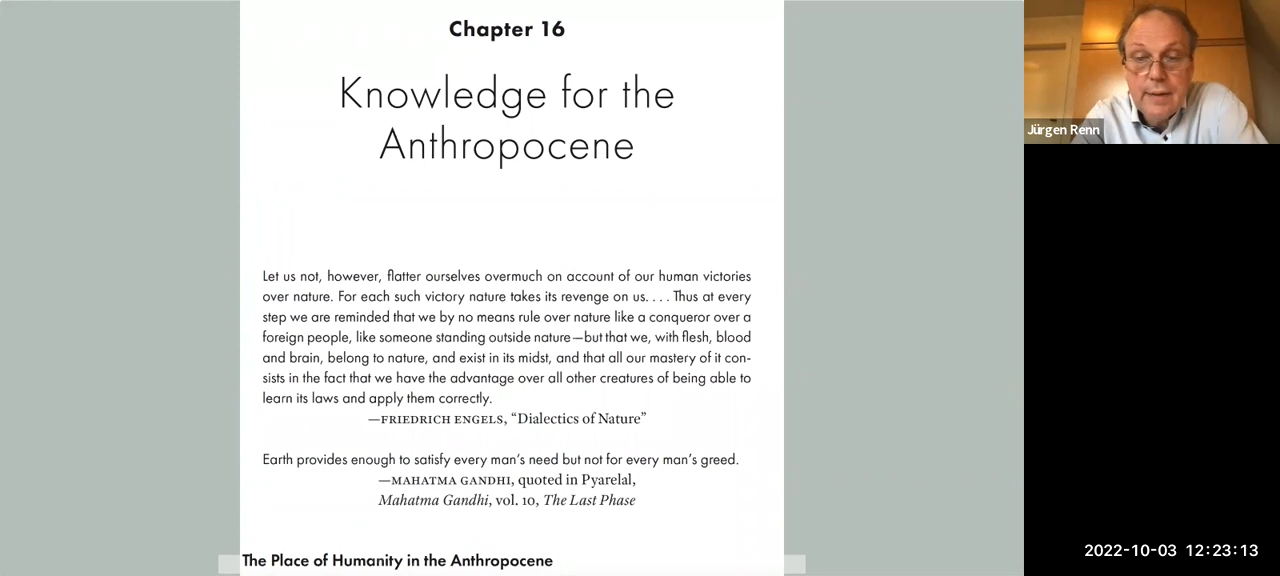 Chapter 16
Knowledge for the
Anthropocene
Let us not, however, flatter ourselves overmuch on account of our human victories
over nature. For each such victory nature takes its revenge on us. . . . Thus at every
step we are reminded that we by no means rule over nature like a conqueror over a
foreign people, like someone standing outside nature—but that we, with flesh, blood
and brain, belong to nature, and exist in its midst, and that all our mastery of it con-
sists in the fact that we have the advantage over all other creatures of being able to
learn its laws and apply them correctly.
—FRIEDRICH ENGELS, “Dialectics of Nature”
Earth provides enough to satisfy every man’s need but not for every man’s greed.
—MAHATMA GANDHI, quoted in Pyarelal,
Mahatma Gandhi, vol. 10, The Last Phase
The Place of Humanity in the Anthropocene
Jürgen Renn
2022-10-03 12:23:13